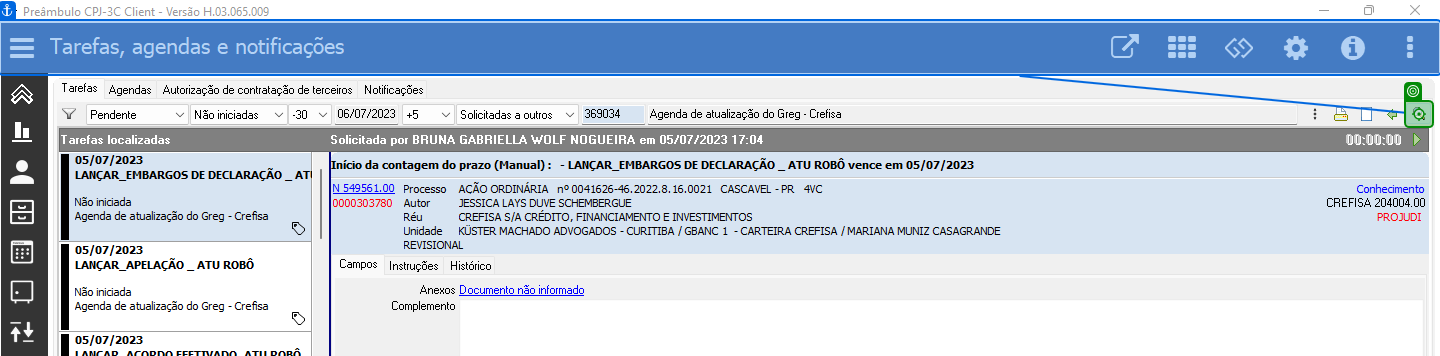 Preâmbulo CPJ-3C Client - Versão H.03.065.009
Tarefas, agendas e notificações
Tarefas Agendas Autorização de contratação de terceiros Notificações
Pendente Não iniciadas -30 06/07/2023 +5 Solicitadas a outros 369034 Agenda de atualização do Greg - Crefisa
Tarefas localizadas
Solicitada por BRUNA GABRIELLA WOLF NOGUEIRA em 05/07/2023 17:04 00:00:00
05/07/2023
LANÇAR_EMBARGOS DE DECLARAÇÃO _ ATU
Não iniciada
Agenda de atualização do Greg - Crefisa
05/07/2023
LANÇAR_APELAÇÃO _ ATU ROBÔ
Não iniciada
Agenda de atualização do Greg - Crefisa
05/07/2023
LANÇAR_ACORDO EFETIVADO_ATU ROBÔ
Início da contagem do prazo (Manual) : - LANÇAR_EMBARGOS DE DECLARAÇÃO _ ATU ROBÔ vence em 05/07/2023
N 549561.00 Processo AÇÃO ORDINÁRIA nº 0041626-46.2022.8.16.0021 CASCAVEL - PR 4VC Conhecimento
0000303780 Autor JESSICA LAYS DUVE SCHEMBERGUE CREFISA 204004.00
Réu CREFISA S/A CRÉDITO, FINANCIAMENTO E INVESTIMENTOS PROJUDI
Unidade KÜSTER MACHADO ADVOGADOS - CURITIBA / GBANC 1 - CARTEIRA CREFISA / MARIANA MUNIZ CASAGRANDE
REVISIONAL
Campos Instruções Histórico
Anexos Documento não informado
Complemento